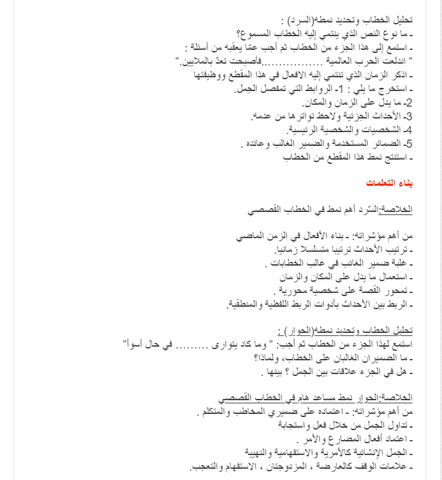 تحليل الخطاب وتحديد نمطه(السرد) :
ـ ما نوع النص الذي ينتمي إليه الخطاب المسموع؟
ـ استمع إلى هذا الجزء من الخطاب ثم أجب عمّا يعقبه من أسئلة :
" اندلعت الحرب العالمية ................فأصبحت تعدّ بالملايين."
ـ اذكر الزمان الذي تنتمي إليه الافعال في هذا المقطع ووظيفتها
ـ استخرج ما يلي : 1ـ الروابط التي تمفصل الجمل.
2ـ ما يدل على الزمان والمكان.
3ـ الأحداث الجزئية ولاحظ تواترها من عدمه.
4ـ الشخصيات والشخصية الرئيسية.
5ـ الضمائر المستخدمة والضمير الغالب وعائده .
ـ استنتج نمط هذا المقطع من الخطاب
بناء التعلمات
الخلاصة:السّرد أهم نمط في الخطاب القصصي
من أهم مؤشراته: ـ بناء الأفعال في الزمن الماضي
ـ ترتيب الأحداث ترتيبا متسلسلا زمانيا.
ـ غلبة ضمير الغائب في غالب الخطابات .
ـ استعمال ما يدل على المكان والزمان
ـ تمحور القصة على شخصية محورية .
ـ الربط بين الأحداث بأدوات الربط اللفظية والمنطقية.
تحليل الخطاب وتحديد نمطه(الحوار) :
استمع لهذا الجزء من الخطاب ثم أجب: " وما كاد يتوارى ......... في حال أسوأ"
ـ ما الضميران الغالبان على الخطاب، ولماذا؟
ـ هل في الجزء علاقات بين الجمل ؟ بينها .
الخلاصة:الحوار نمط مساعد هام في الخطاب القصصي
من أهم مؤشراته: ـ اعتماده على ضميري المخاطب والمتكلم .
ـ تداول الجمل من خلال فعل واستجابة
ـ اعتماد أفعال المضارع والأمر .
ـ الجمل الإنشائية كالأمرية والاستفهامية والنهيية
ـ علامات الوقف كالعارضة ، المزدوجتان ، الاستفهام والتعجب.